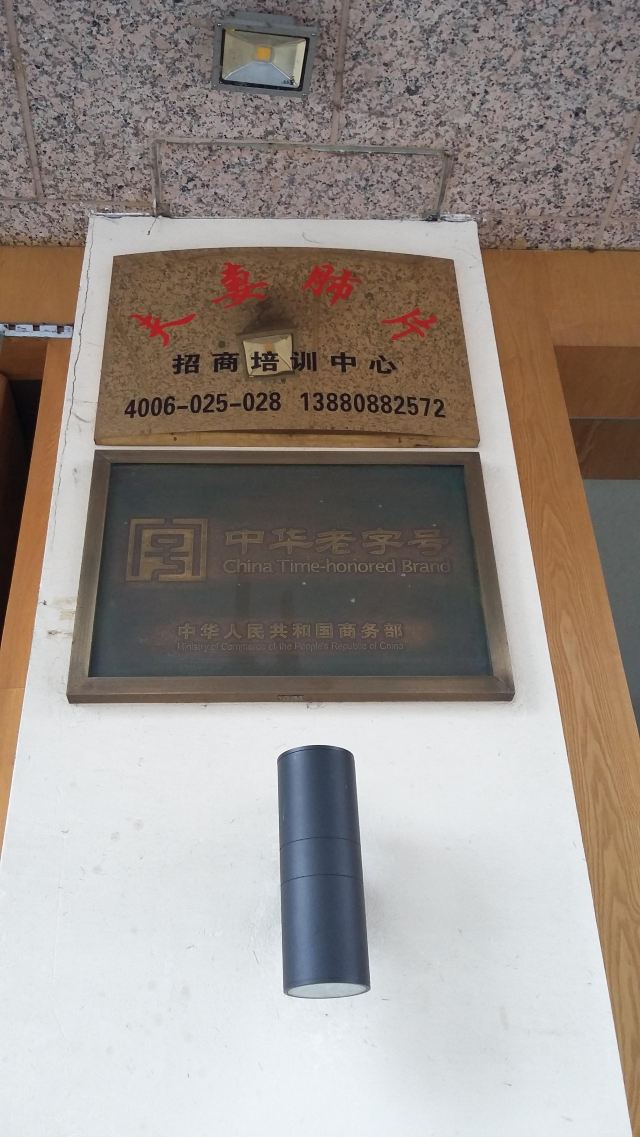 夫妻肺片
招商培训中心
4006-025-028 13880882572
中华老字号
China Time-honored Brand
中华人民共和国商务部
Ministry of Commerce of the People's Republic of China